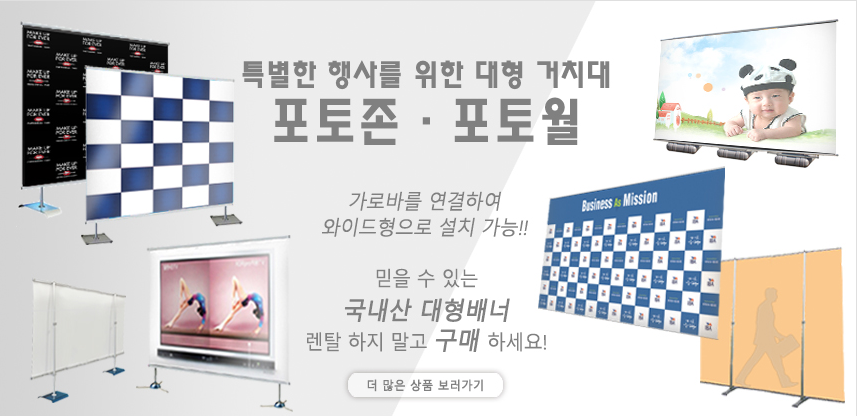 특별한 행사를 위한 대형 거치대
포토존 · 포토월
가로바를 연결하여
와이드형으로 설치 가능!!
믿을 수 있는
국내산 대형배너
렌탈 하지 말고 구매 하세요!
더 많은 상품 보러가기
MAKE UP
FOR EVER
Business As Mission